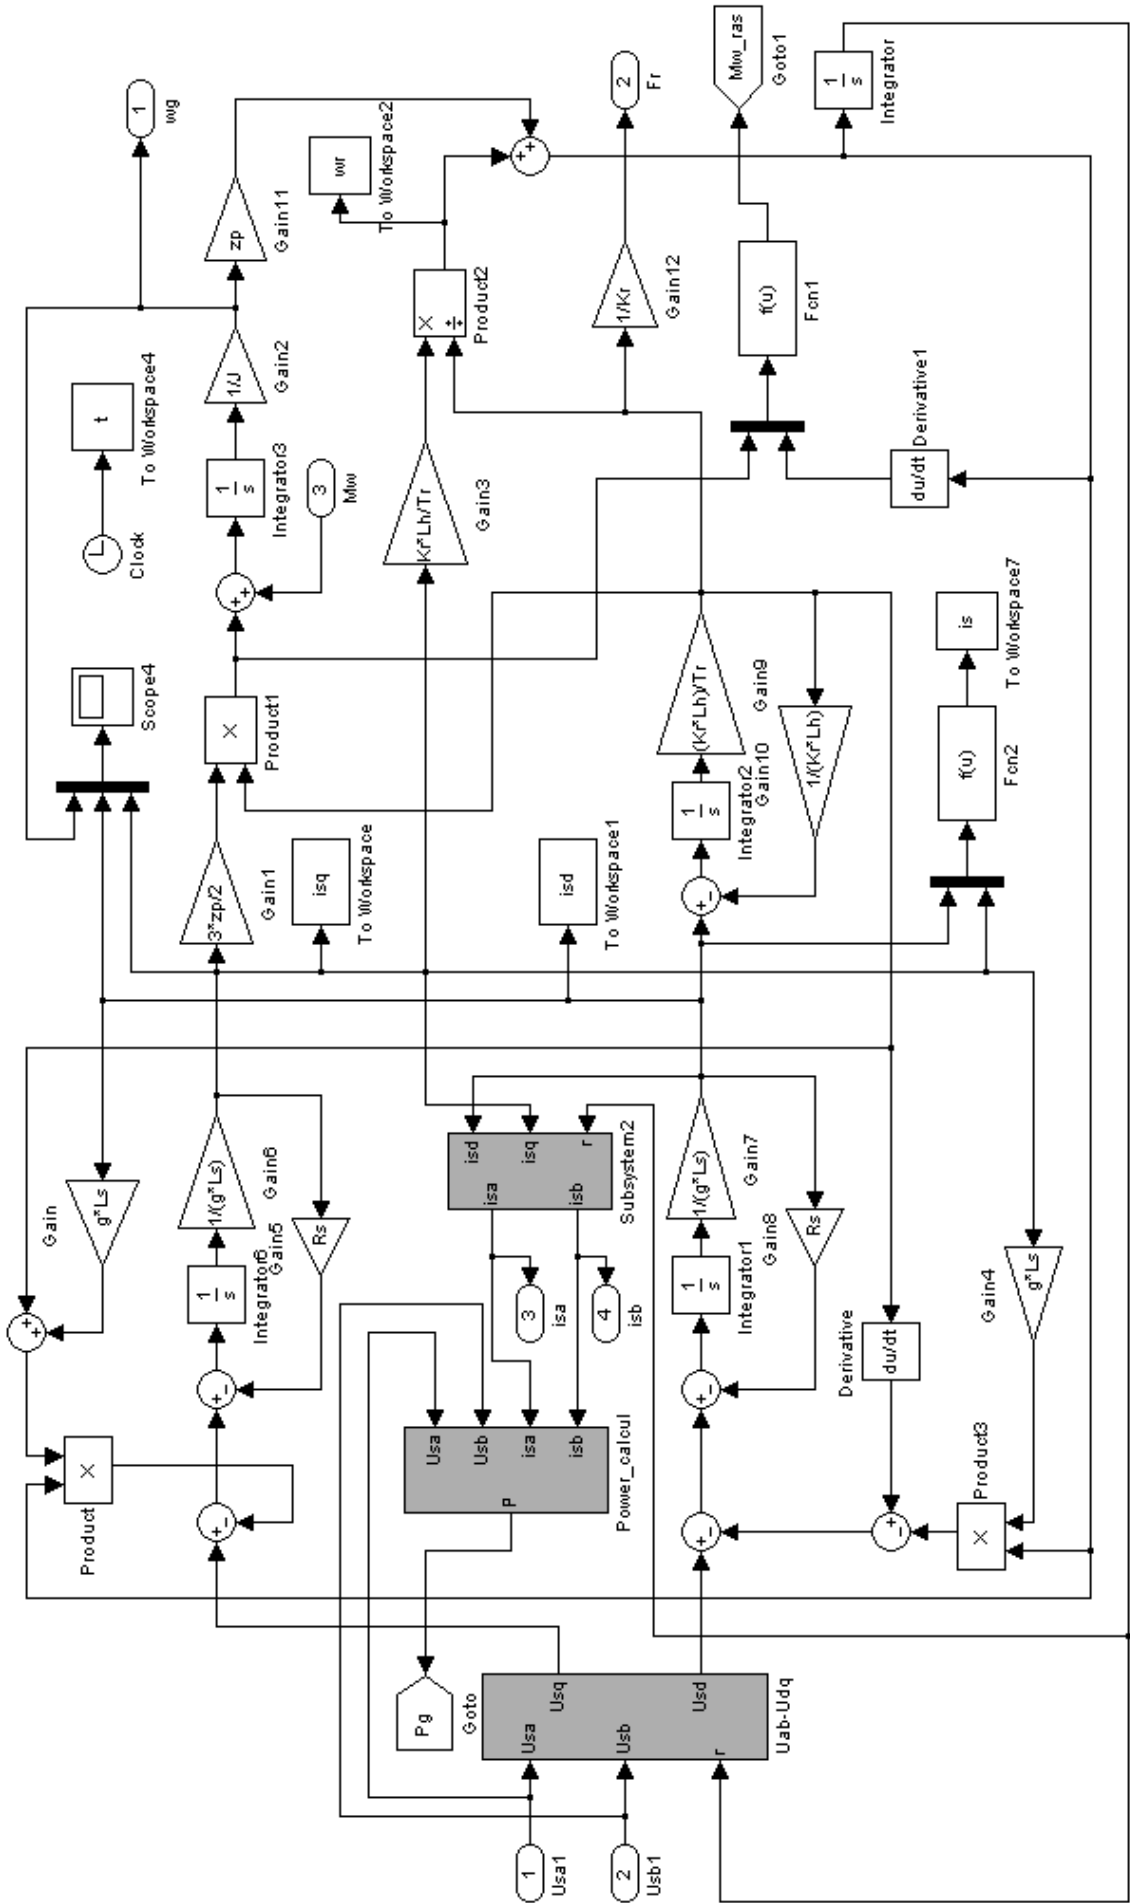 1
wg
zp
Gain11
wr
To Workspace2
2
Fr
Mw_ras
Goto1
1
s
Integrator
t
To Workspace4
Clock
1/J
Gain2
1
s
Integrator3
3
Mw
×
÷
Product2
Kr*Lh/Tr
Gain3
1/Kr
Gain12
f(u)
Fcn1
du/dt
Derivative1
Scope4
×
Product1
3*zp/2
Gain1
isq
To Workspace
isd
To Workspace1
(Kr*Lh)/Tr
Gain9
1
s
Integrator2
Gain10
1/(Kr*Lh)
is
To Workspace7
f(u)
Fcn2
Gain
g*Ls
1/(g*Ls)
Gain6
1
s
Integrator6
Gain5
Rs
isd
isq
r
isa
isb
Subsystem2
3
isa
4
isb
1/(g*Ls)
Gain7
1
s
Integrator1
Gain8
Rs
g*Ls
Gain4
du/dt
Derivative
×
Product
Usa
Usb
isa
isb
P
Power_calcul
×
Product3
Pg
Goto
Usq
Usd
Usa
Usb
r
Uab-Udq
1
Usa1
2
Usb1